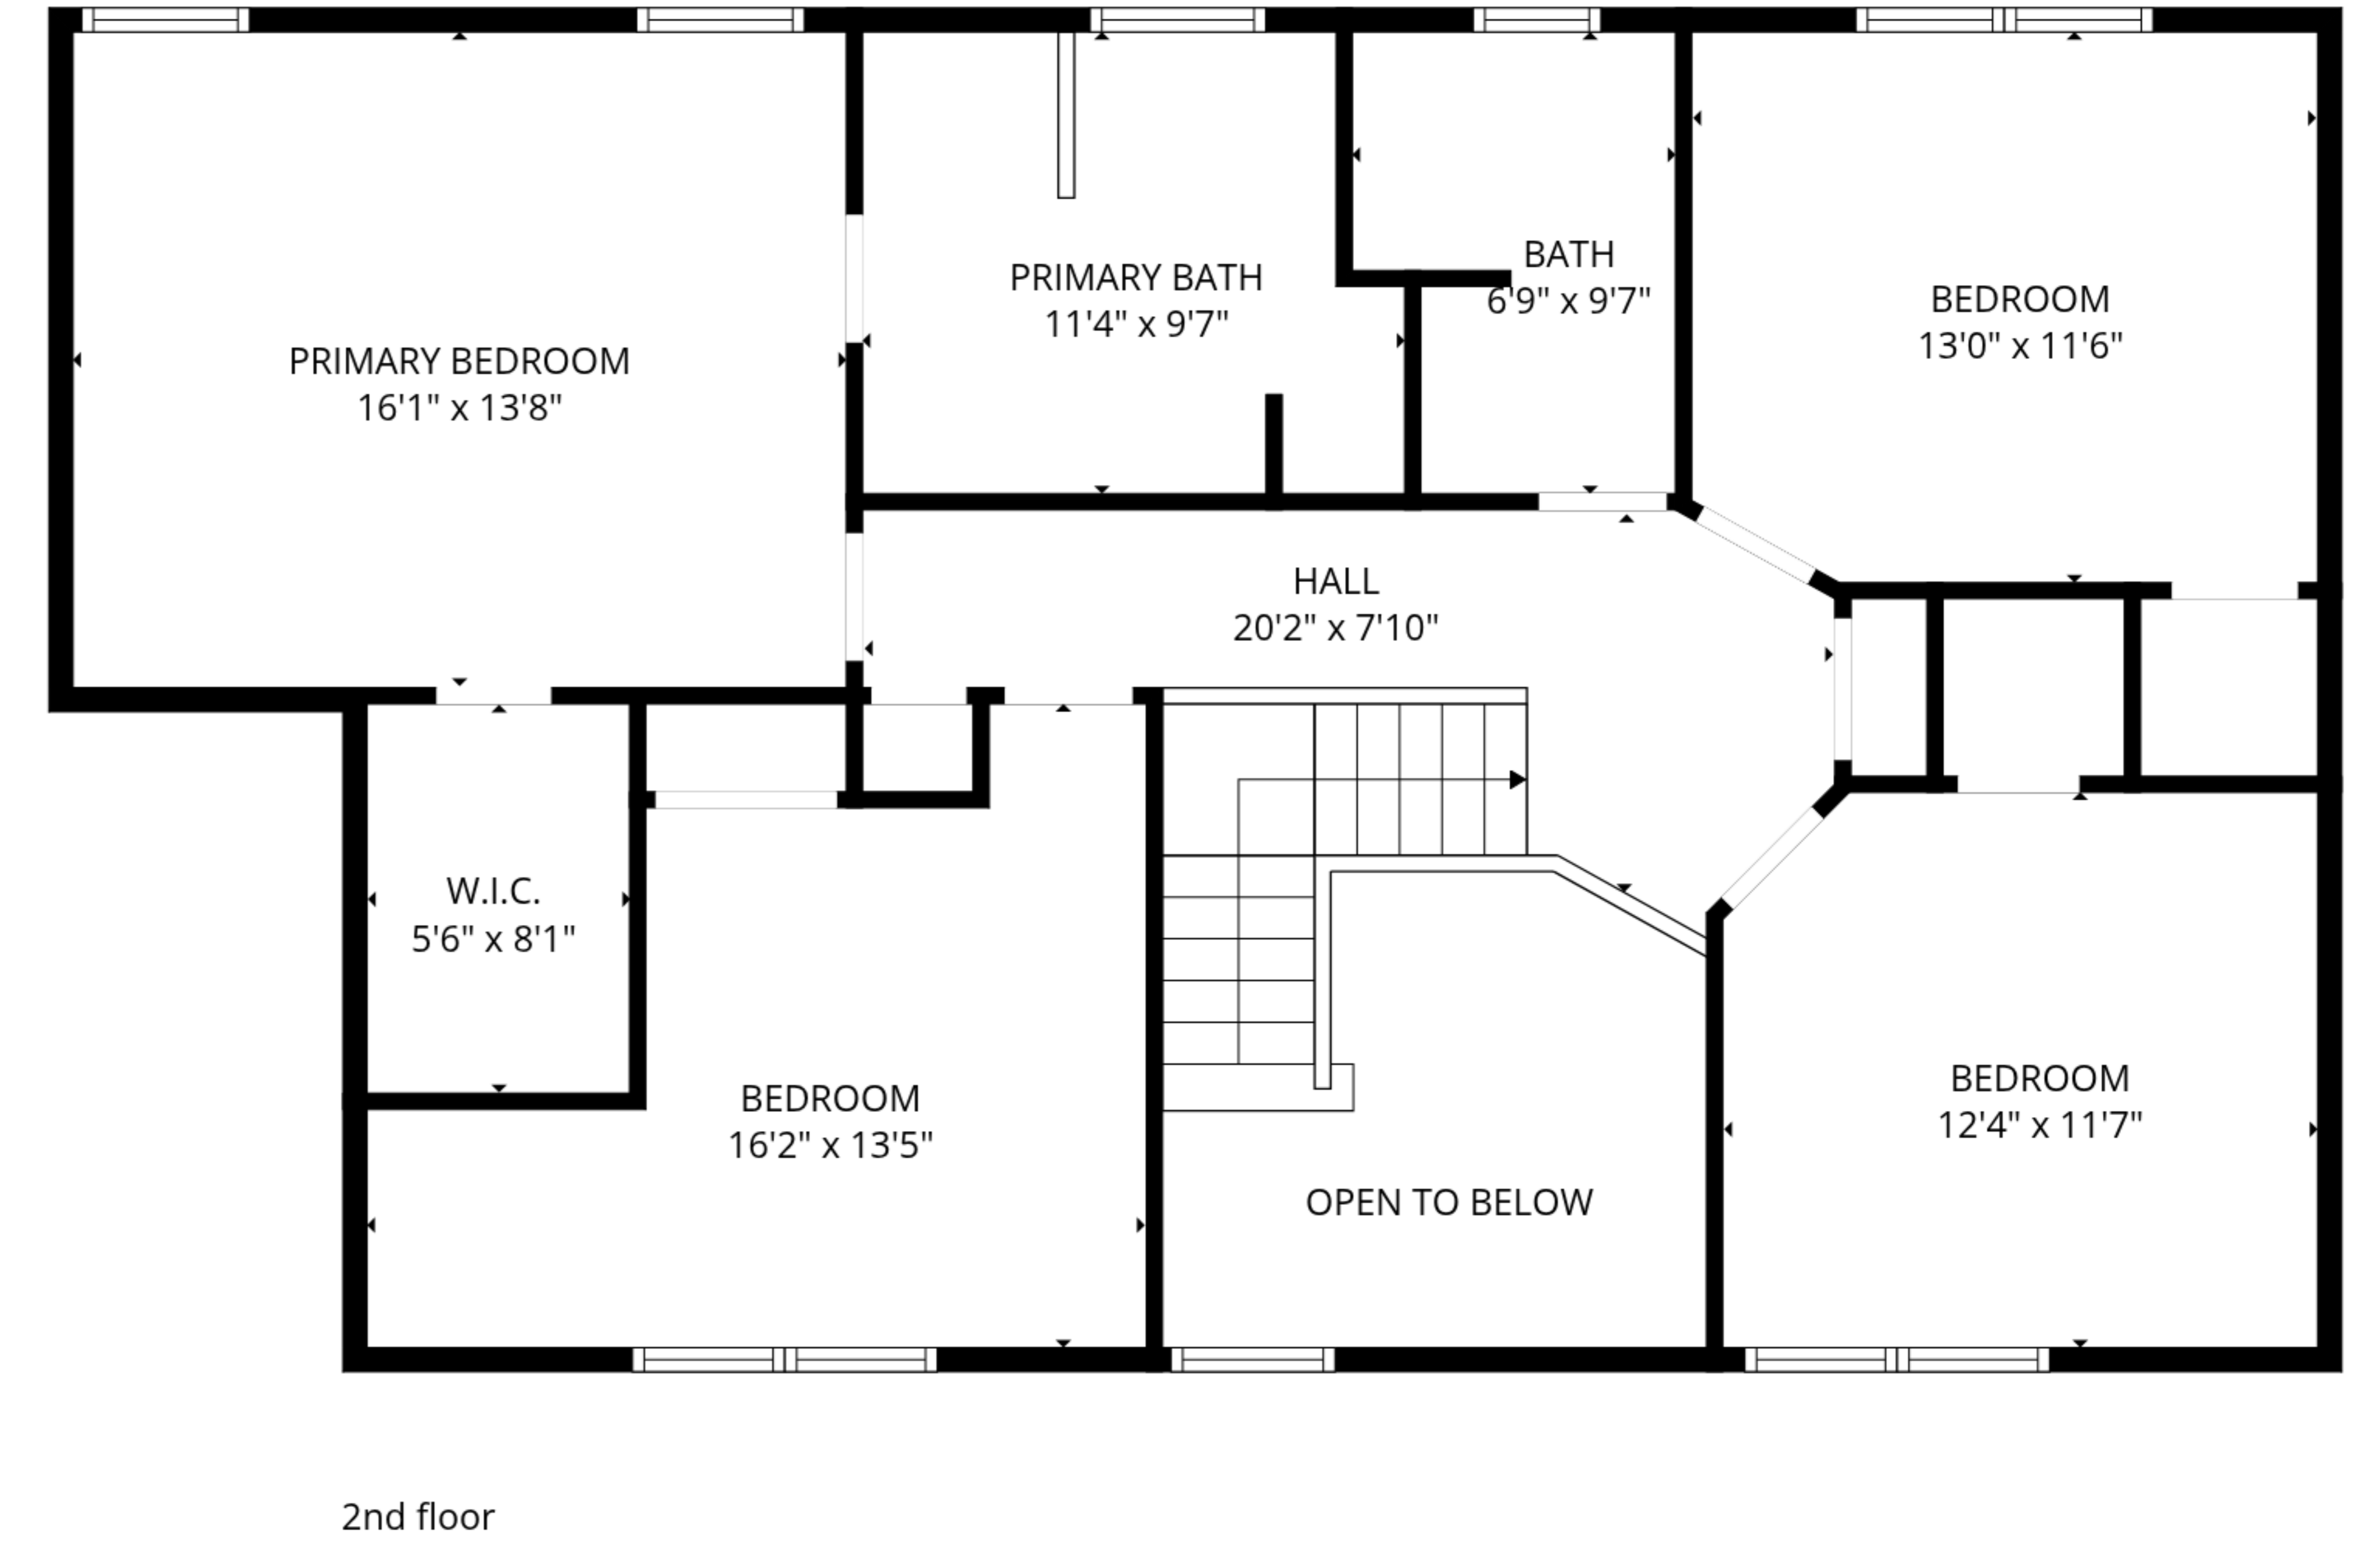 PRIMARY BEDROOM
16'1" x 13'8"
PRIMARY BATH
11'4" x 9'7"
BATH
6'9" x 9'7"
BEDROOM
13'0" x 11'6"
HALL
20'2" x 7'10"
W.I.C.
5'6" x 8'1"
BEDROOM
16'2" x 13'5"
OPEN TO BELOW
BEDROOM
12'4" x 11'7"
2nd floor